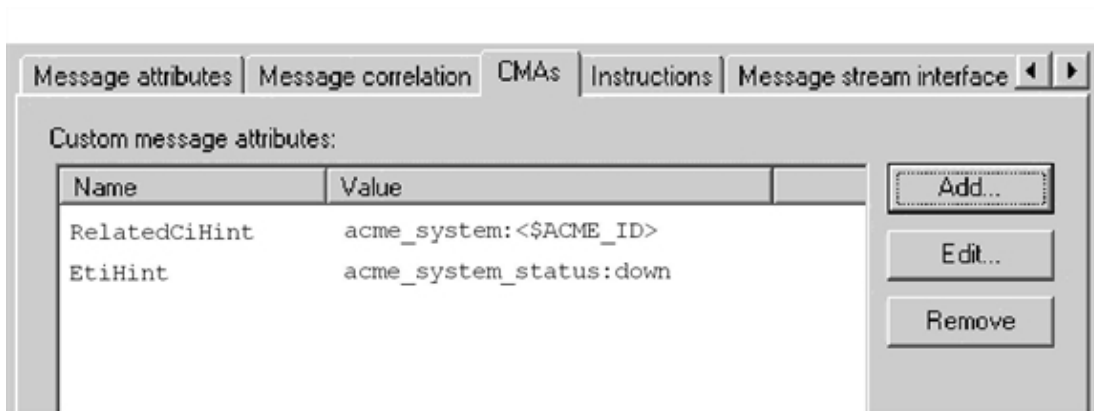 Message attributes Message correlation CMAs Instructions Message stream interface
Custom message attributes:
Name Value Add...
RelatedCiHint acme_system:<$ACME_ID>
EtiHint acme_system_status:down Edit...
Remove